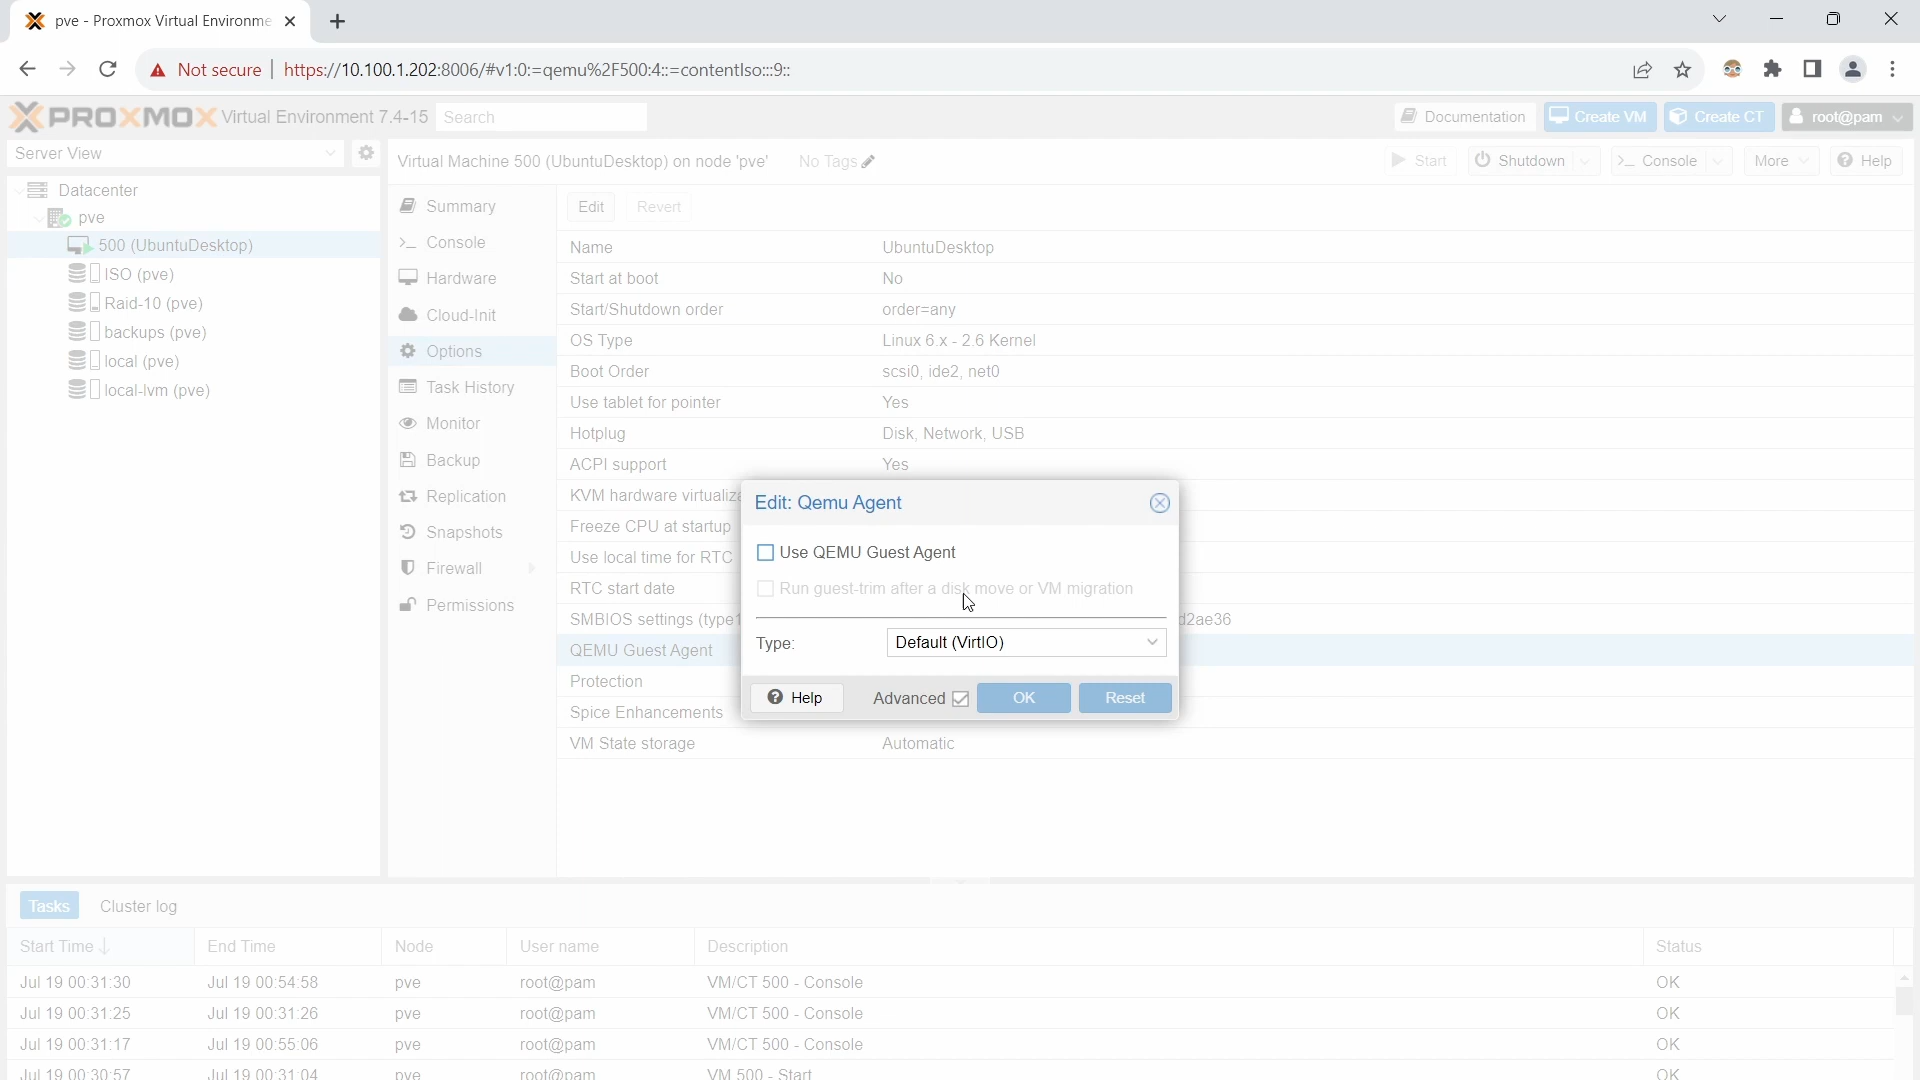 pve - Proxmox Virtual Environme
Not secure
https://10.100.1.202:8006/#v1:0:=qemu%2F500:4::=contentIso:::9::
PROXMOX Virtual Environment 7.4-15
Search
Documentation
Create VM
Create CT
root@pam
Server View
Virtual Machine 500 (UbuntuDesktop) on node 'pve'
No Tags
Start
Shutdown
Console
More
Help
Datacenter
pve
500 (UbuntuDesktop)
ISO (pve)
Raid-10 (pve)
backups (pve)
local (pve)
local-lvm (pve)
Summary
Console
Hardware
Cloud-Init
Options
Task History
Monitor
Backup
Replication
Snapshots
Firewall
Permissions
Edit
Revert
Name UbuntuDesktop
Start at boot No
Start/Shutdown order order=any
OS Type Linux 6.x - 2.6 Kernel
Boot Order scsi0, ide2, net0
Use tablet for pointer Yes
Hotplug Disk, Network, USB
ACPI support Yes
KVM hardware virtualiza
Freeze CPU at startup
Use local time for RTC
RTC start date
SMBIOS settings (type1 d2ae36
QEMU Guest Agent
Protection
Spice Enhancements
VM State storage Automatic
Edit: Qemu Agent
Use QEMU Guest Agent
Run guest-trim after a disk move or VM migration
Type: Default (VirtIO)
Help
Advanced
OK
Reset
Tasks
Cluster log
Start Time End Time Node User name Description Status
Jul 19 00:31:30 Jul 19 00:54:58 pve root@pam VM/CT 500 - Console OK
Jul 19 00:31:25 Jul 19 00:31:26 pve root@pam VM/CT 500 - Console OK
Jul 19 00:31:17 Jul 19 00:55:06 pve root@pam VM/CT 500 - Console OK
Jul 19 00:30:57 Jul 19 00:31:04 pve root@pam VM 500 - Start OK